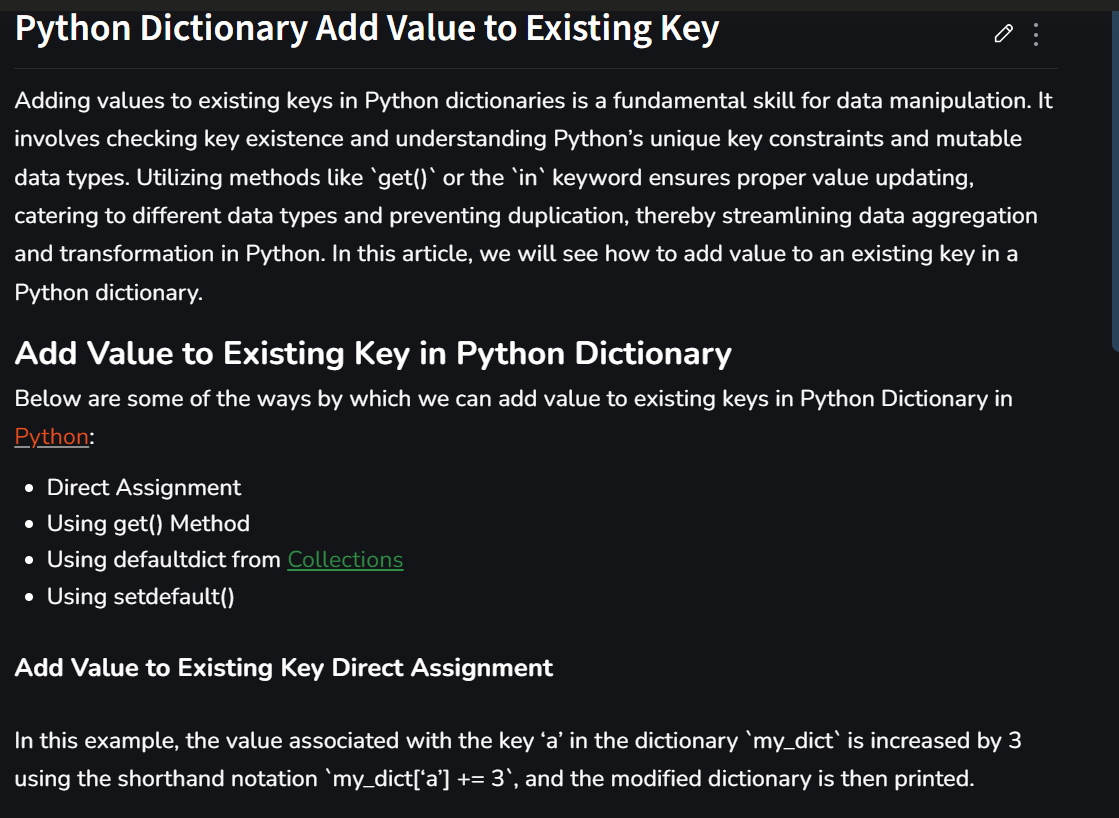 Python Dictionary Add Value to Existing Key
Adding values to existing keys in Python dictionaries is a fundamental skill for data manipulation. It
involves checking key existence and understanding Python’s unique key constraints and mutable
data types. Utilizing methods like `get()` or the `in` keyword ensures proper value updating,
catering to different data types and preventing duplication, thereby streamlining data aggregation
and transformation in Python. In this article, we will see how to add value to an existing key in a
Python dictionary.
Add Value to Existing Key in Python Dictionary
Below are some of the ways by which we can add value to existing keys in Python Dictionary in
Python:
• Direct Assignment
• Using get() Method
• Using defaultdict from Collections
• Using setdefault()
Add Value to Existing Key Direct Assignment
In this example, the value associated with the key ‘a’ in the dictionary `my_dict` is increased by 3
using the shorthand notation `my_dict[‘a’] += 3`, and the modified dictionary is then printed.